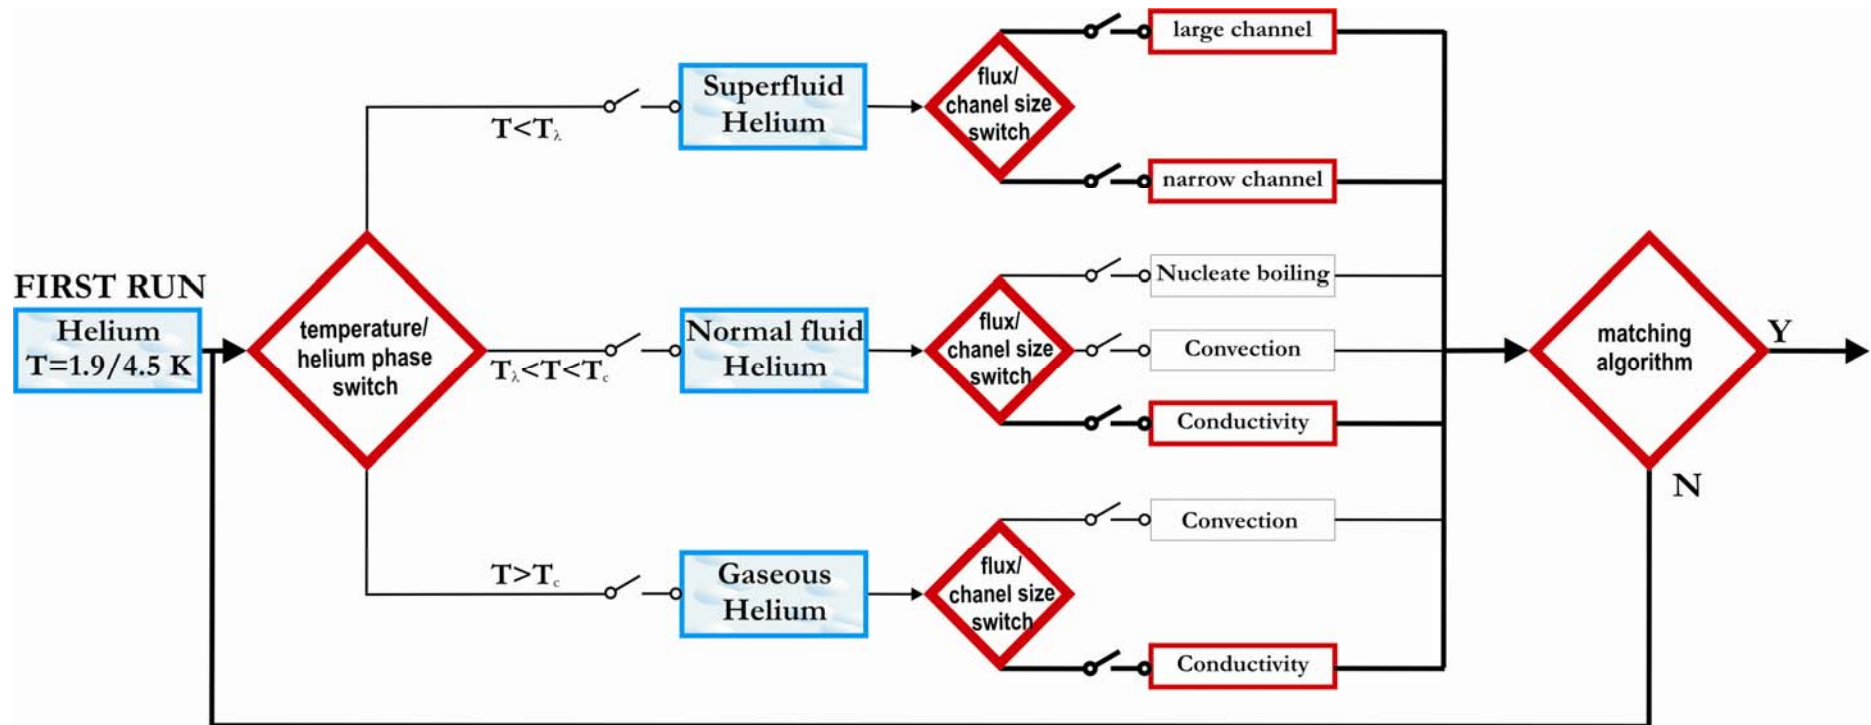 FIRST RUN
Helium
T=1.9/4.5 K
temperature/
helium phase
switch
T<Tλ
Superfluid
Helium
flux/
chanel size
switch
large channel
narrow channel
Tλ<T<Tc
Normal fluid
Helium
flux/
chanel size
switch
Nucleate boiling
Convection
Conductivity
T>Tc
Gaseous
Helium
flux/
chanel size
switch
Convection
Conductivity
matching
algorithm
Y
N